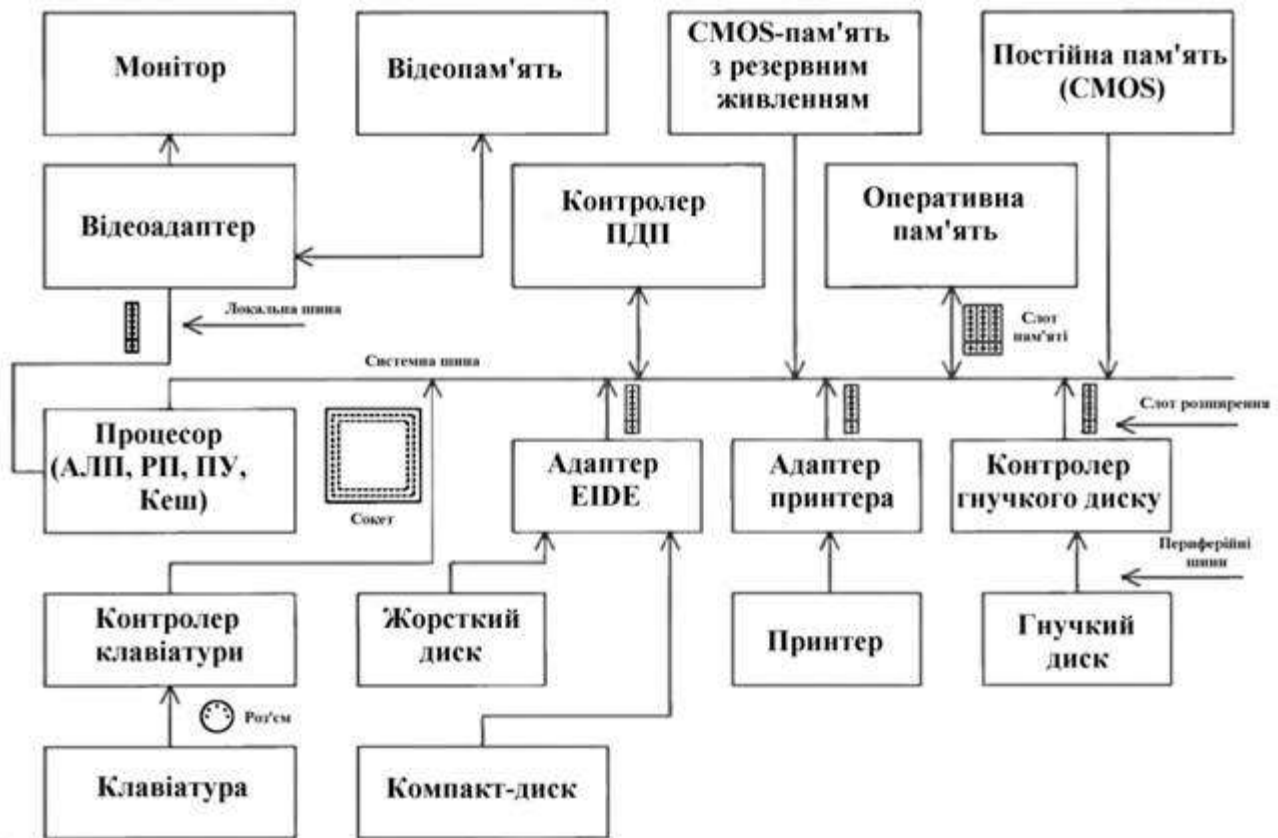 Монітор
Відеопам'ять
CMOS-пам'ять
з резервним
живленням
Постійна пам'ять
(CMOS)
Відеоадаптер
Контролер
ПДП
Оперативна
пам'ять
Локальна шина
Слот
пам'яті
Системна шина
Процесор
(АЛП, РП, ПУ,
Кеш)
Сокет
Адаптер
EIDE
Адаптер
принтера
Контролер
гнучкого диску
Слот розширення
Периферійні
шини
Контролер
клавіатури
Жорсткий
диск
Принтер
Гнучкий
диск
Роз'єм
Клавіатура
Компакт-диск